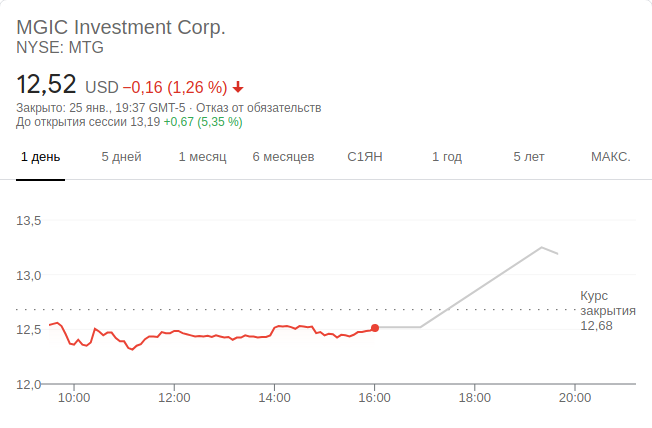 MGIC Investment Corp.
NYSE: MTG
12,52 USD −0,16 (1,26 %)
Закрыто: 25 янв., 19:37 GMT-5 · Отказ от обязательств
До открытия сессии 13,19 +0,67 (5,35 %)
1 день 5 дней 1 месяц 6 месяцев С1ЯН 1 год 5 лет МАКС.
13,5
13,0
Курс
закрытия
12,68
12,5
12,0
10:00 12:00 14:00 16:00 18:00 20:00